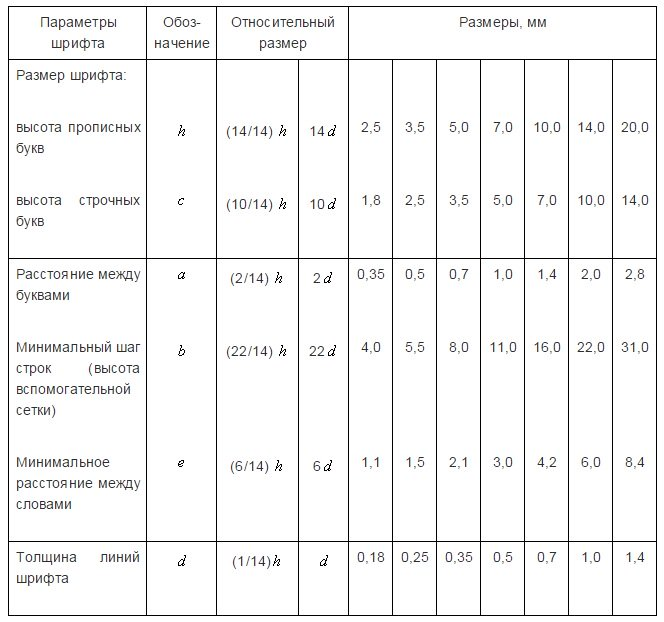 Параметры шрифта Обоз-значение Относительный размер Размеры, мм
Размер шрифта:
высота прописных букв h (14/14) h 14 d 2,5 3,5 5,0 7,0 10,0 14,0 20,0
высота строчных букв c (10/14) h 10 d 1,8 2,5 3,5 5,0 7,0 10,0 14,0
Расстояние между буквами a (2/14) h 2 d 0,35 0,5 0,7 1,0 1,4 2,0 2,8
Минимальный шаг строк (высота вспомогательной сетки) b (22/14) h 22 d 4,0 5,5 8,0 11,0 16,0 22,0 31,0
Минимальное расстояние между словами e (6/14) h 6 d 1,1 1,5 2,1 3,0 4,2 6,0 8,4
Толщина линий шрифта d (1/14) h d 0,18 0,25 0,35 0,5 0,7 1,0 1,4